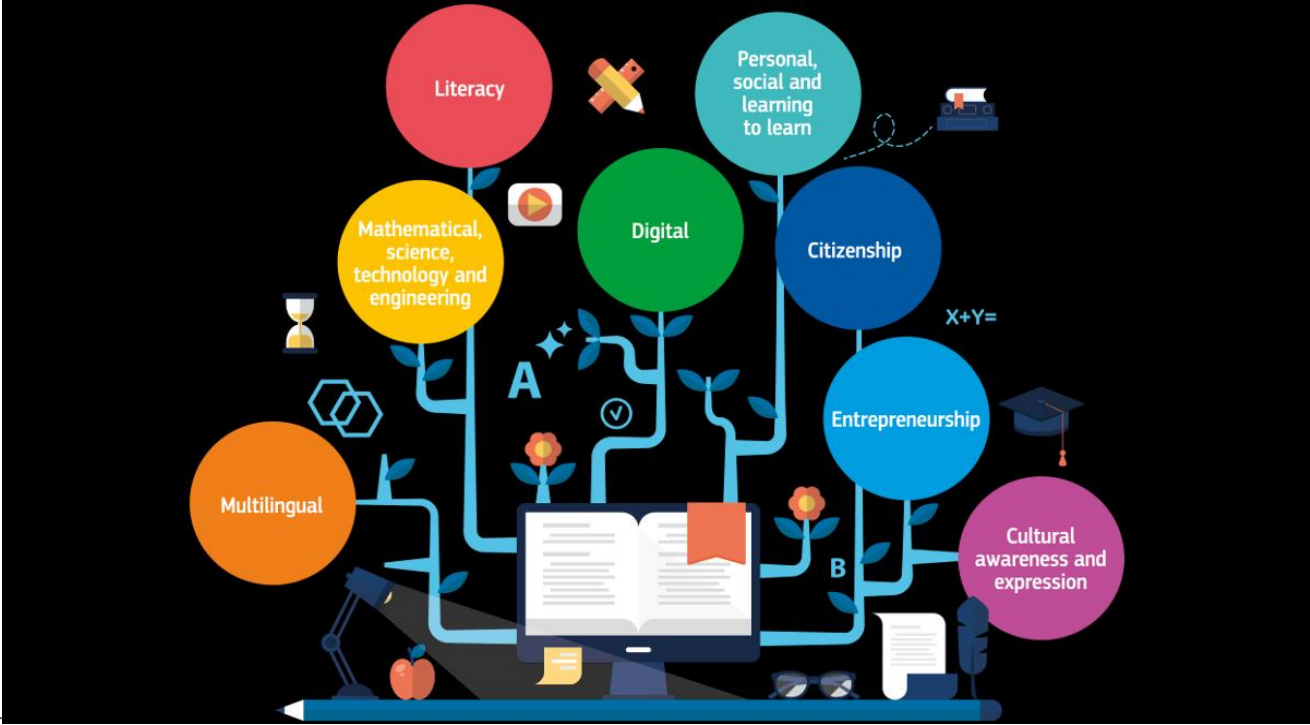 Literacy
Personal,
social and
learning
to learn
Mathematical,
science,
technology and
engineering
Digital
Citizenship
X+Y=
A
Entrepreneurship
Multilingual
Cultural
awareness and
expression
B